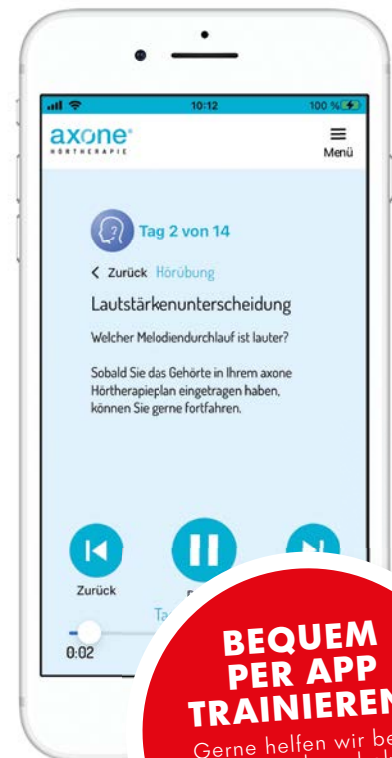 10:12
100 %
axone®
HÖRTHERAPIE
Menü
Tag 2 von 14
Zurück Hörübung
Lautstärkenunterscheidung
Welcher Melodiendurchlauf ist lauter?
Sobald Sie das Gehörte in Ihrem axone
Hörtherapieplan eingetragen haben,
können Sie gerne fortfahren.
Zurück
0:02
BEQUEM
PER APP
TRAINIEREN
Gerne helfen wir